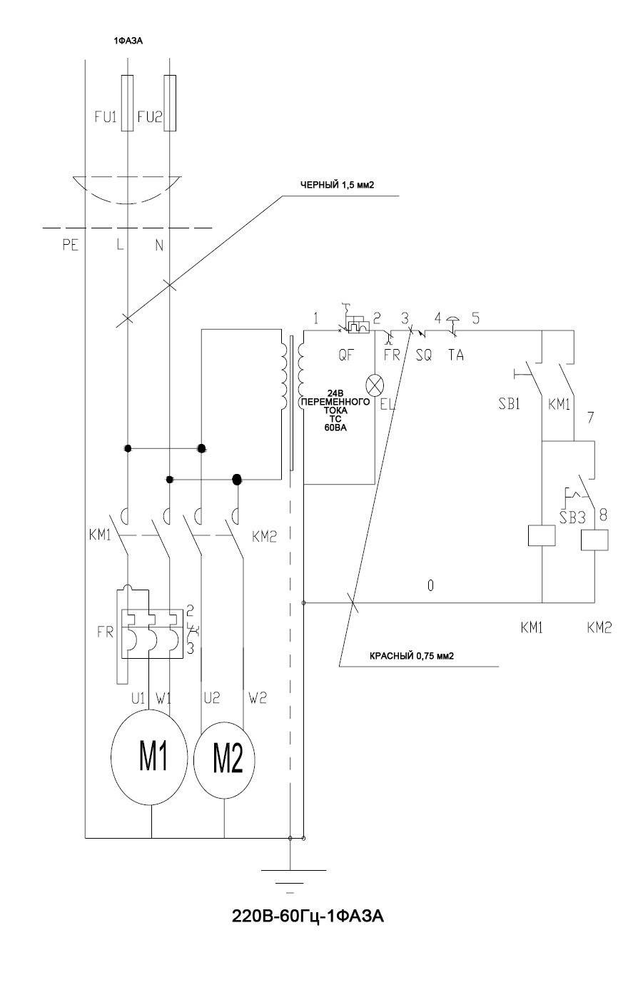 1ФАЗА
FU1
FU2
ЧЕРНЫЙ 1,5 мм2
PE
L
N
1
2
3
4
5
QF
FR
SQ
TA
24В
ПЕРЕМЕННОГО
ТОКА
ТС
60ВА
EL
SB1
KM1
7
SB3
8
KM1
KM2
0
KM1
KM2
FR
2
3
КРАСНЫЙ 0,75 мм2
U1
W1
U2
W2
M1
M2
220В-60Гц-1ФАЗА